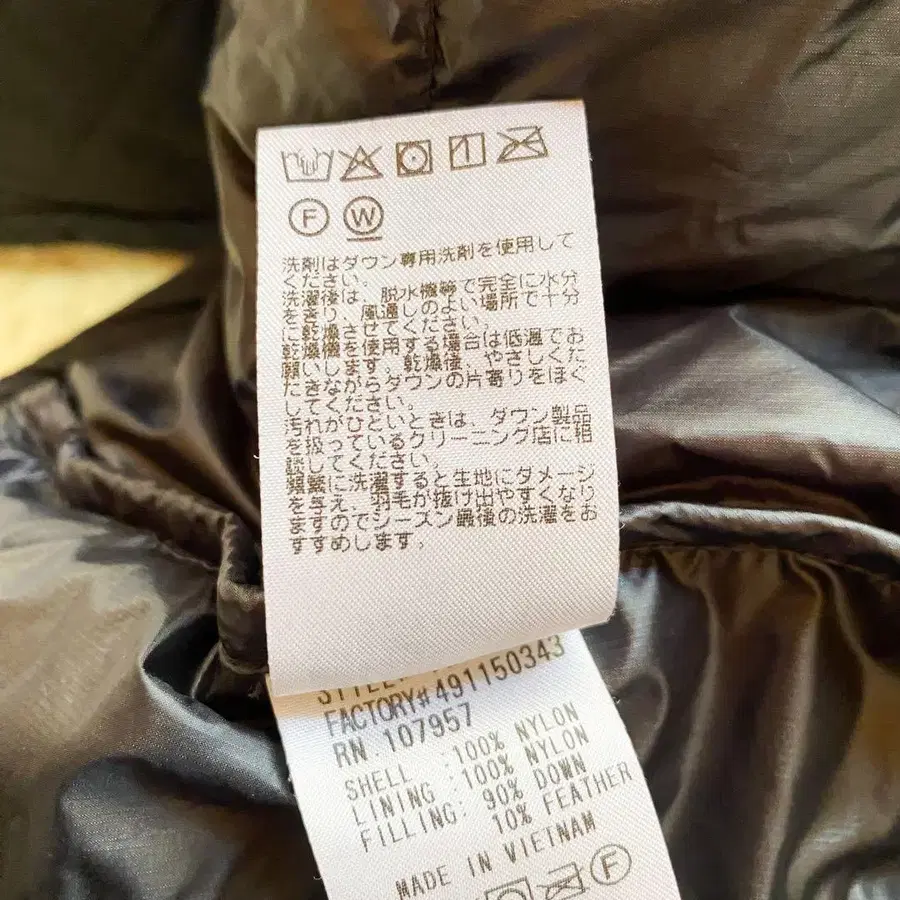 F W
洗剤はダウン専用洗剤を使用して
ください。
洗濯後は、脱水機等で完全に水分
をきり、風通しのよい場所で十分
に乾燥させてください。
乾燥機を使用する場合は低温でお
願いします。乾燥後、やさしくた
たきながらダウンの片寄りをほぐ
してください。
汚れがひどいときは、ダウン製品
を扱っているクリーニング店に相
談してください。
頻繁に洗濯すると生地にダメージ
を与え、羽毛が抜け出やすくなり
ますのでシーズン最後の洗濯をお
すすめします。
FACTORY# 491150343
RN 107957
SHELL :100% NYLON
LINING :100% NYLON
FILLING: 90% DOWN
10% FEATHER
MADE IN VIETNAM
F